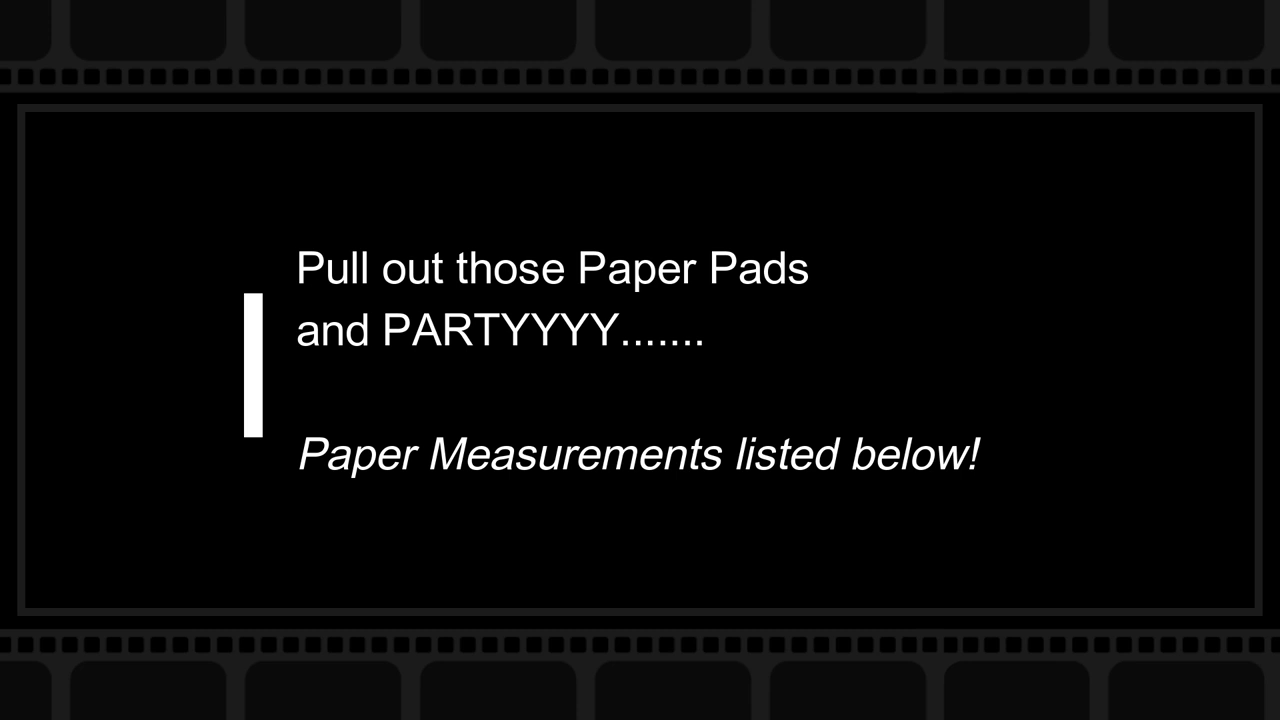 Pull out those Paper Pads
and PARTYYYY.......
Paper Measurements listed below!